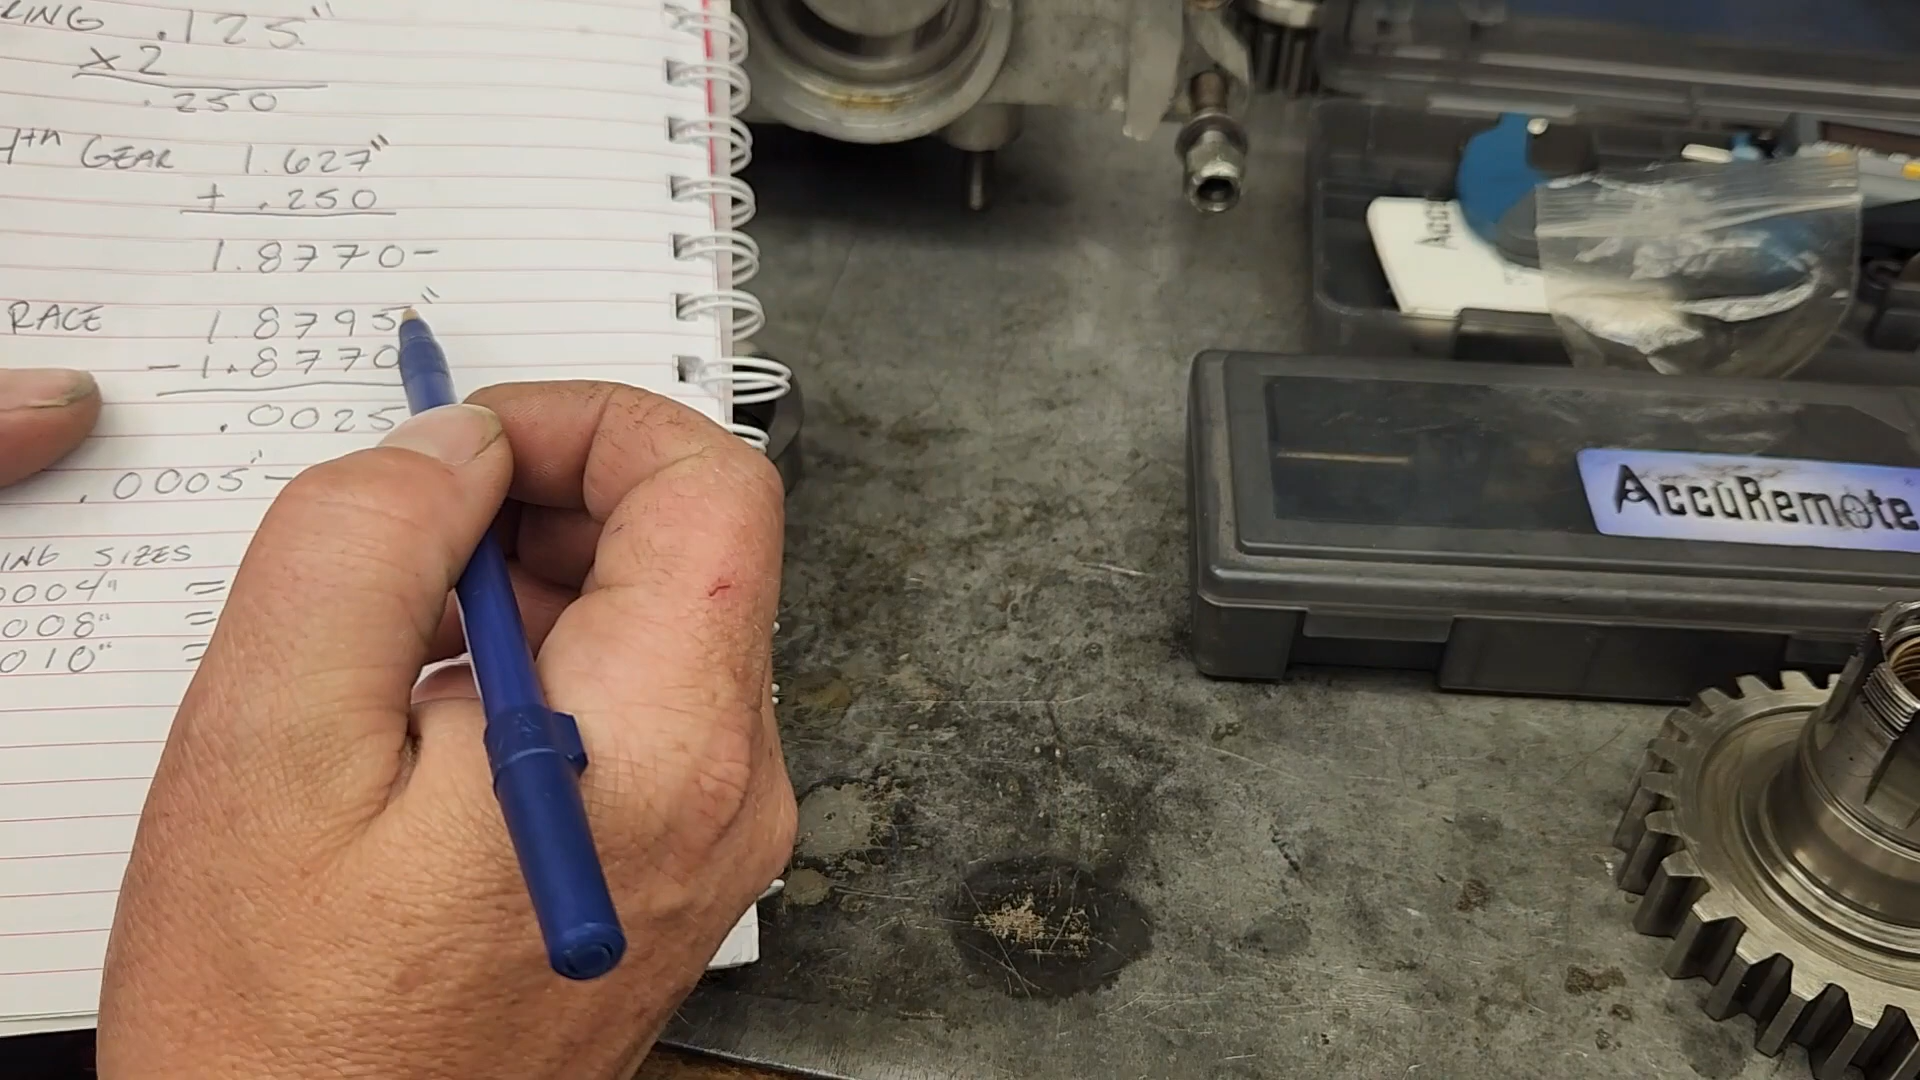 .125"
x2
.250
4th GEAR 1.627"
+ .250
1.8770-
RACE 1.8795"
-1.8770
.0025
.0005"-
SIZES
=
008" =
010" =
AccuRemote